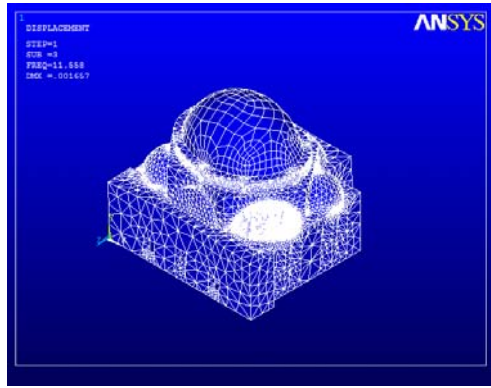 1
DISPLACEMENT
STEP=1
SUB =3
FREQ=11.558
DMX =.001657
ANSYS